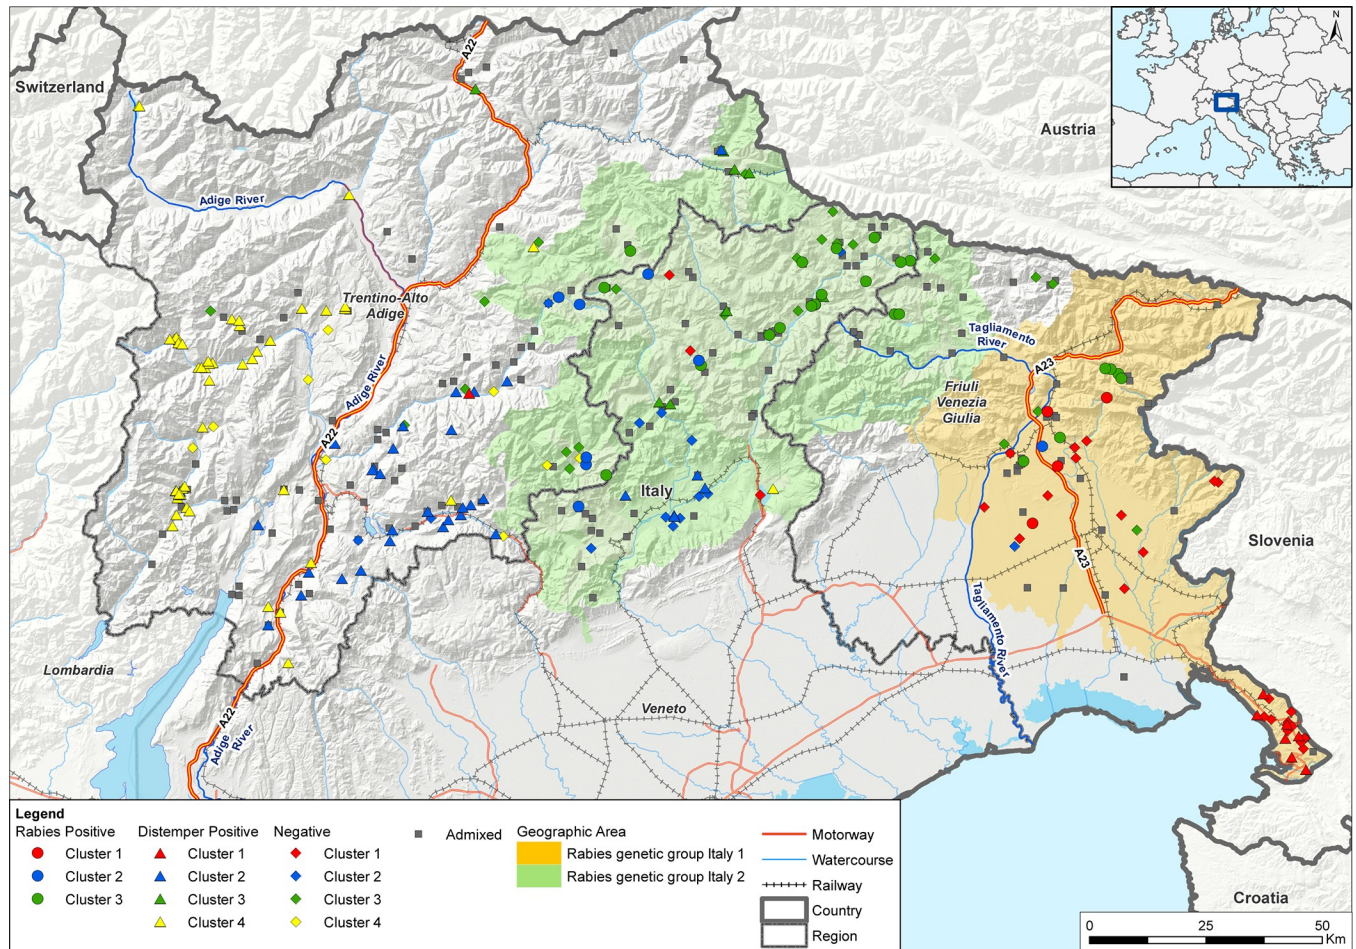 N
A22
Switzerland
Austria
Adige River
Trentino-Alto
Adige
Tagliamento
River
A23
Adige River
Friuli
Venezia
Giulia
A22
Italy
Slovenia
A23
Tagliamento River
Lombardia
Veneto
A22
Adige
River
Legend
Rabies Positive
Cluster 1
Cluster 2
Cluster 3
Distemper Positive
Cluster 1
Cluster 2
Cluster 3
Cluster 4
Negative
Cluster 1
Cluster 2
Cluster 3
Cluster 4
Admixed
Geographic Area
Rabies genetic group Italy 1
Rabies genetic group Italy 2
Motorway
Watercourse
Railway
Country
Region
Croatia
0 25 50
Km